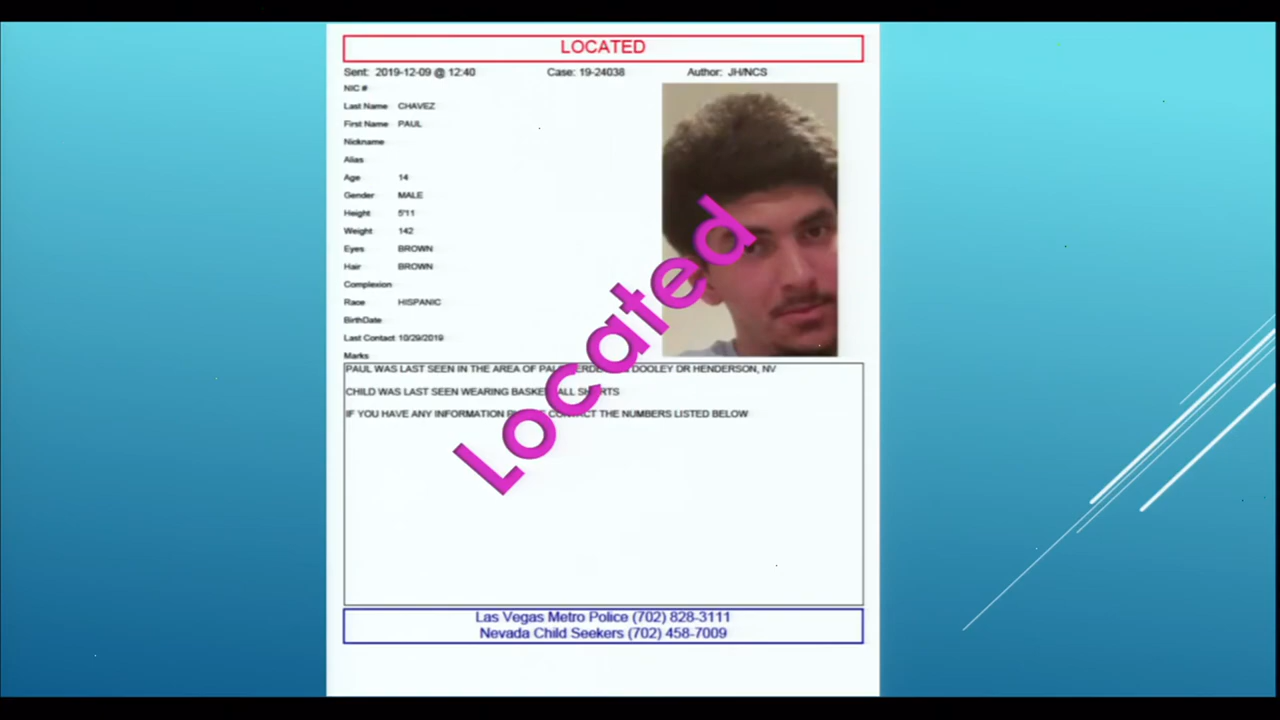 LOCATED
Sent: 2019-12-09 @ 12:40 Case: 19-24038 Author: JH/NCS
NIC #
Last Name CHAVEZ
First Name PAUL
Nickname
Alias
Age 14
Gender MALE
Height 5'11
Weight 142
Eyes BROWN
Hair BROWN
Complexion
Race HISPANIC
BirthDate
Last Contact 10/29/2019
Marks
Located
PAUL WAS LAST SEEN IN THE AREA OF DOOLEY DR HENDERSON, NV
CHILD WAS LAST SEEN WEARING BASKETBALL SHORTS
IF YOU HAVE ANY INFORMATION PLEASE CONTACT THE NUMBERS LISTED BELOW
Las Vegas Metro Police (702) 828-3111
Nevada Child Seekers (702) 458-7009